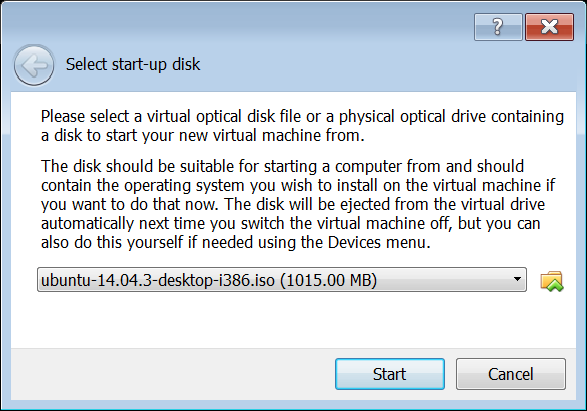 ?
Select start-up disk
Please select a virtual optical disk file or a physical optical drive containing
a disk to start your new virtual machine from.
The disk should be suitable for starting a computer from and should
contain the operating system you wish to install on the virtual machine if
you want to do that now. The disk will be ejected from the virtual drive
automatically next time you switch the virtual machine off, but you can
also do this yourself if needed using the Devices menu.
ubuntu-14.04.3-desktop-i386.iso (1015.00 MB)
Start
Cancel